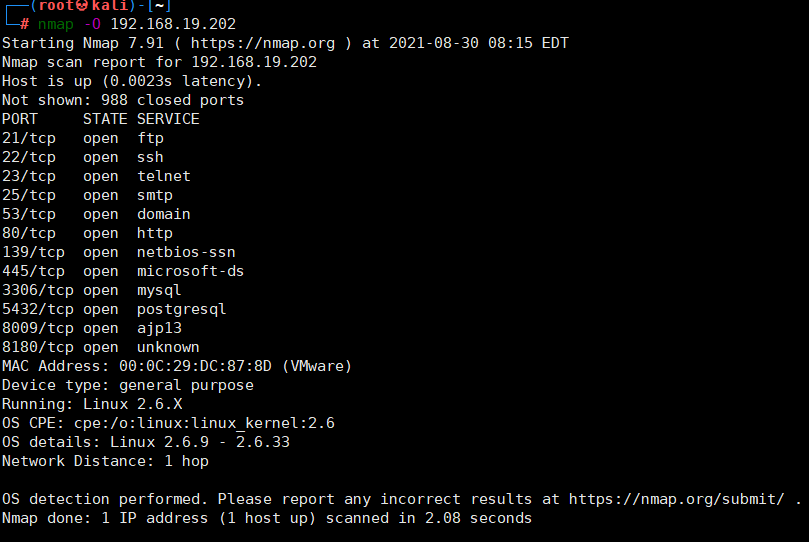 ┌──(root㉿kali)-[~]
└─# nmap -O 192.168.19.202
Starting Nmap 7.91 ( https://nmap.org ) at 2021-08-30 08:15 EDT
Nmap scan report for 192.168.19.202
Host is up (0.0023s latency).
Not shown: 988 closed ports
PORT     STATE SERVICE
21/tcp   open  ftp
22/tcp   open  ssh
23/tcp   open  telnet
25/tcp   open  smtp
53/tcp   open  domain
80/tcp   open  http
139/tcp  open  netbios-ssn
445/tcp  open  microsoft-ds
3306/tcp open  mysql
5432/tcp open  postgresql
8009/tcp open  ajp13
8180/tcp open  unknown
MAC Address: 00:0C:29:DC:87:8D (VMware)
Device type: general purpose
Running: Linux 2.6.X
OS CPE: cpe:/o:linux:linux_kernel:2.6
OS details: Linux 2.6.9 - 2.6.33
Network Distance: 1 hop

OS detection performed. Please report any incorrect results at https://nmap.org/submit/ .
Nmap done: 1 IP address (1 host up) scanned in 2.08 seconds